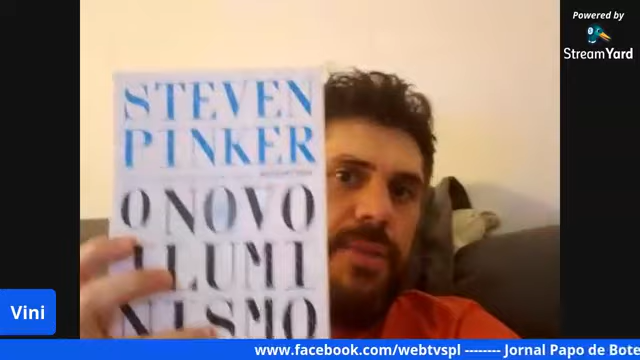 Powered by
StreamYard
STEVEN
PINKER
O NOVO
ILUMI
NISMO
Vini
www.facebook.com/webtvspl -------- Jornal Papo de Bote